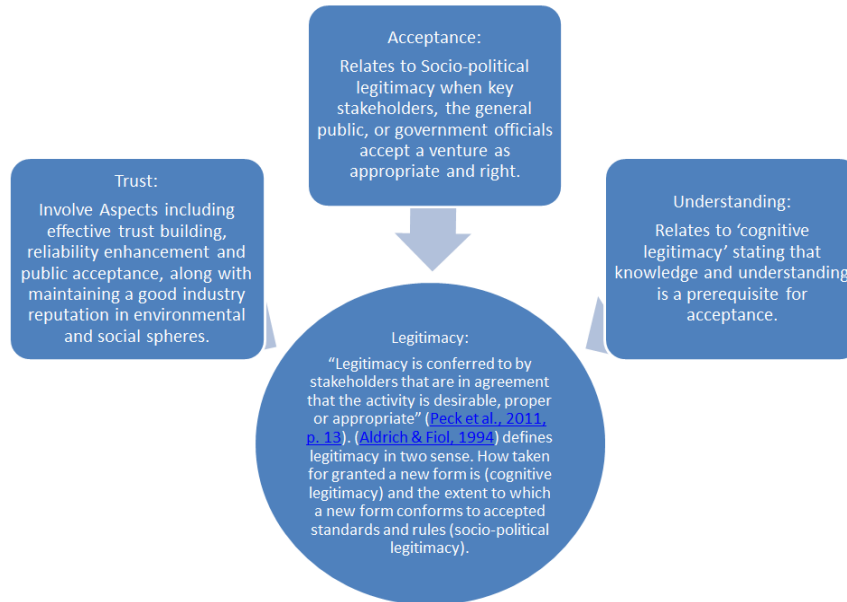 Acceptance:
Relates to Socio-political
legitimacy when key
stakeholders, the general
public, or government officials
accept a venture as
appropriate and right.
Trust:
Involve Aspects including
effective trust building,
reliability enhancement and
public acceptance, along with
maintaining a good industry
reputation in environmental
and social spheres.
Understanding:
Relates to ‘cognitive
legitimacy’ stating that
knowledge and understanding
is a prerequisite for
acceptance.
Legitimacy:
“Legitimacy is conferred to by
stakeholders that are in agreement
that the activity is desirable, proper
or appropriate” (Peck et al., 2011,
p. 13). (Aldrich & Fiol, 1994) defines
legitimacy in two sense. How taken
for granted a new form is (cognitive
legitimacy) and the extent to which
a new form conforms to accepted
standards and rules (socio-political
legitimacy).